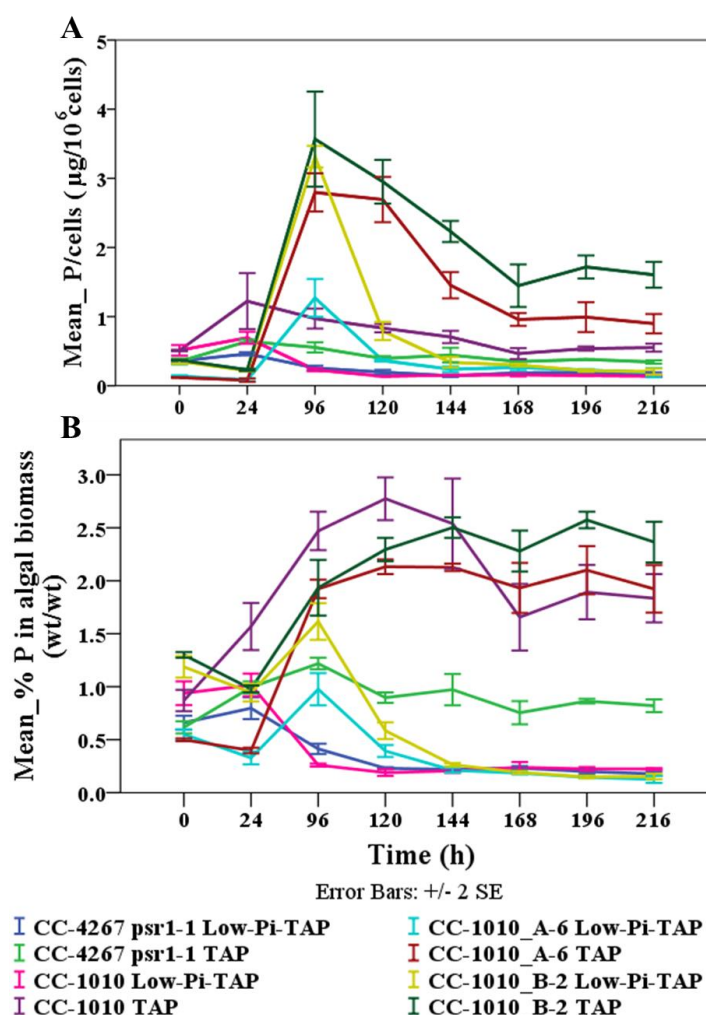 A
5
4
3
2
1
0
Mean_ P/cells ( µg/10⁶cells)
0 24 96 120 144 168 196 216
B
3.0
2.5
2.0
1.5
1.0
0.5
0.0
Mean_% P in algal biomass
(wt/wt)
0 24 96 120 144 168 196 216
Time (h)
Error Bars: +/- 2 SE
CC-4267 psr1-1 Low-Pi-TAP
CC-4267 psr1-1 TAP
CC-1010 Low-Pi-TAP
CC-1010 TAP
CC-1010_A-6 Low-Pi-TAP
CC-1010_A-6 TAP
CC-1010_B-2 Low-Pi-TAP
CC-1010_B-2 TAP